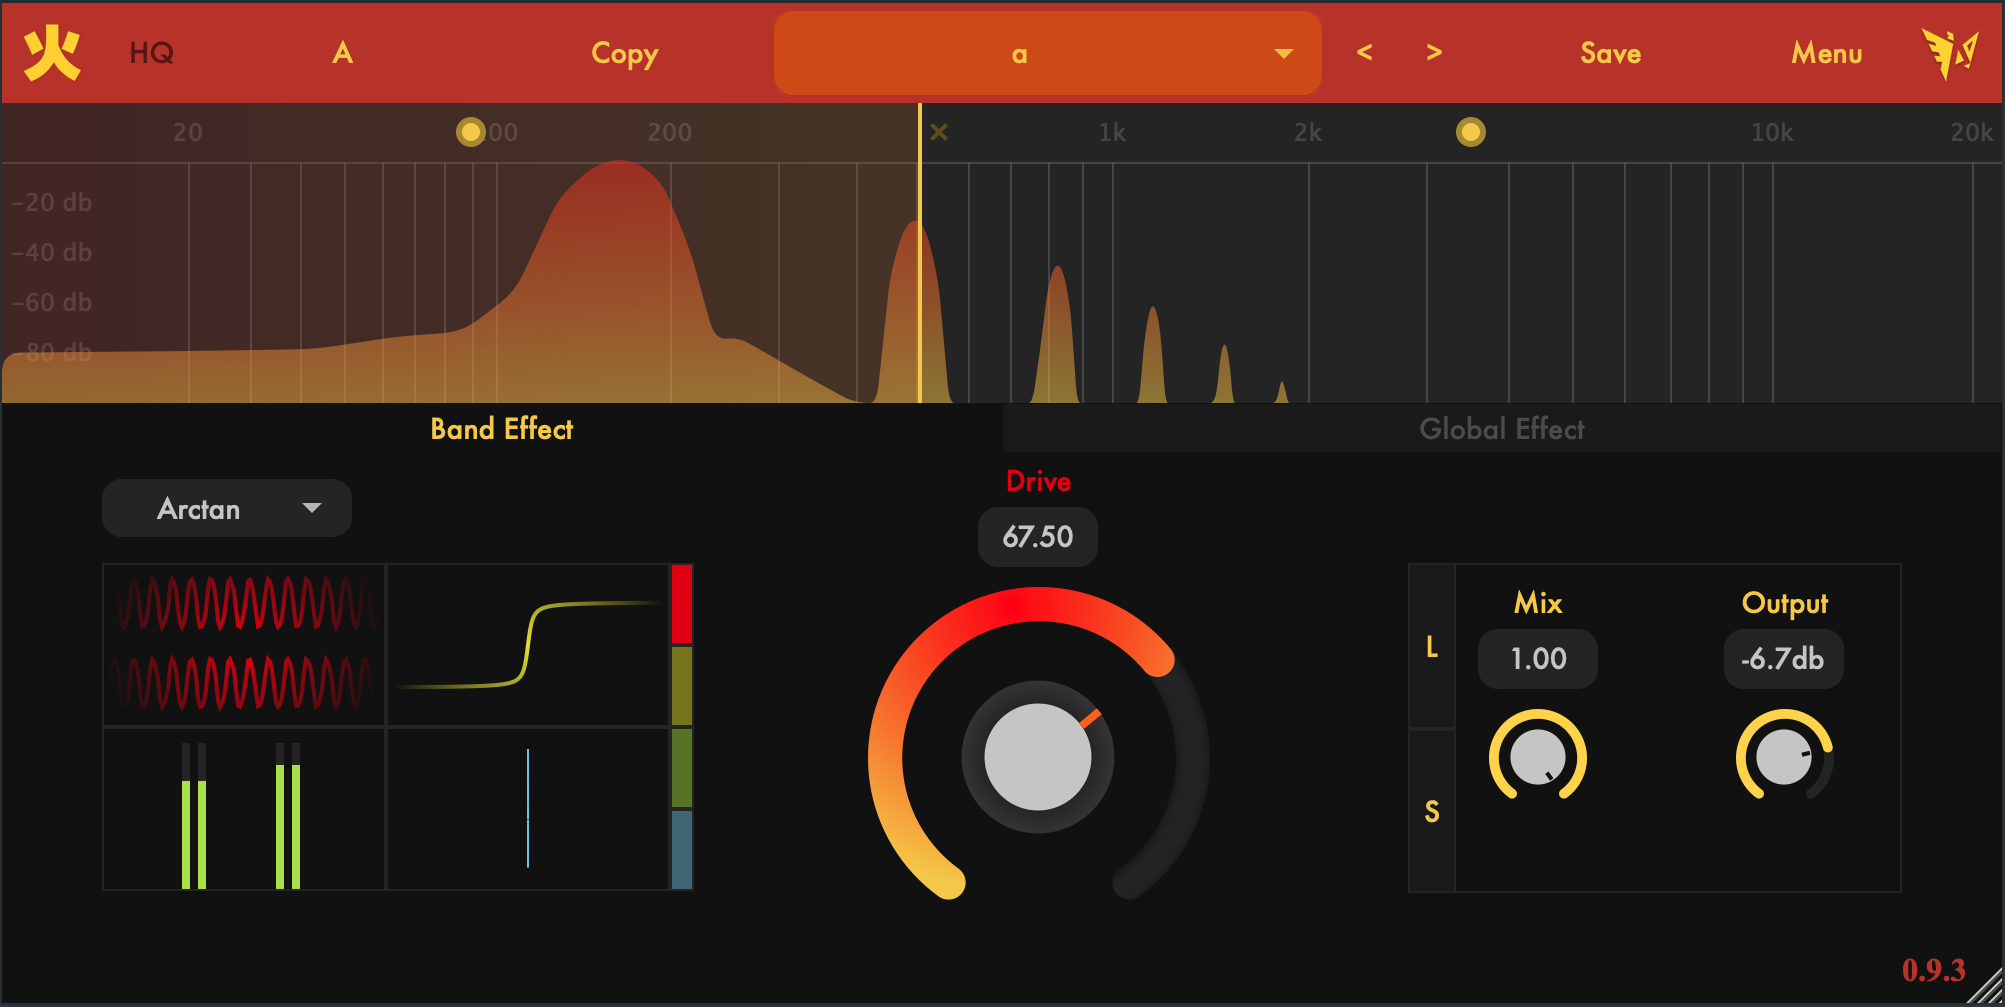 火 HQ A Copy a < > Save Menu
20 00 200 × 1k 2k 10k 20k
-20 db
-40 db
-60 db
-80 db
Band Effect Global Effect
Drive
Arctan
67.50
Mix Output
L
1.00 -6.7db
S
0.9.3